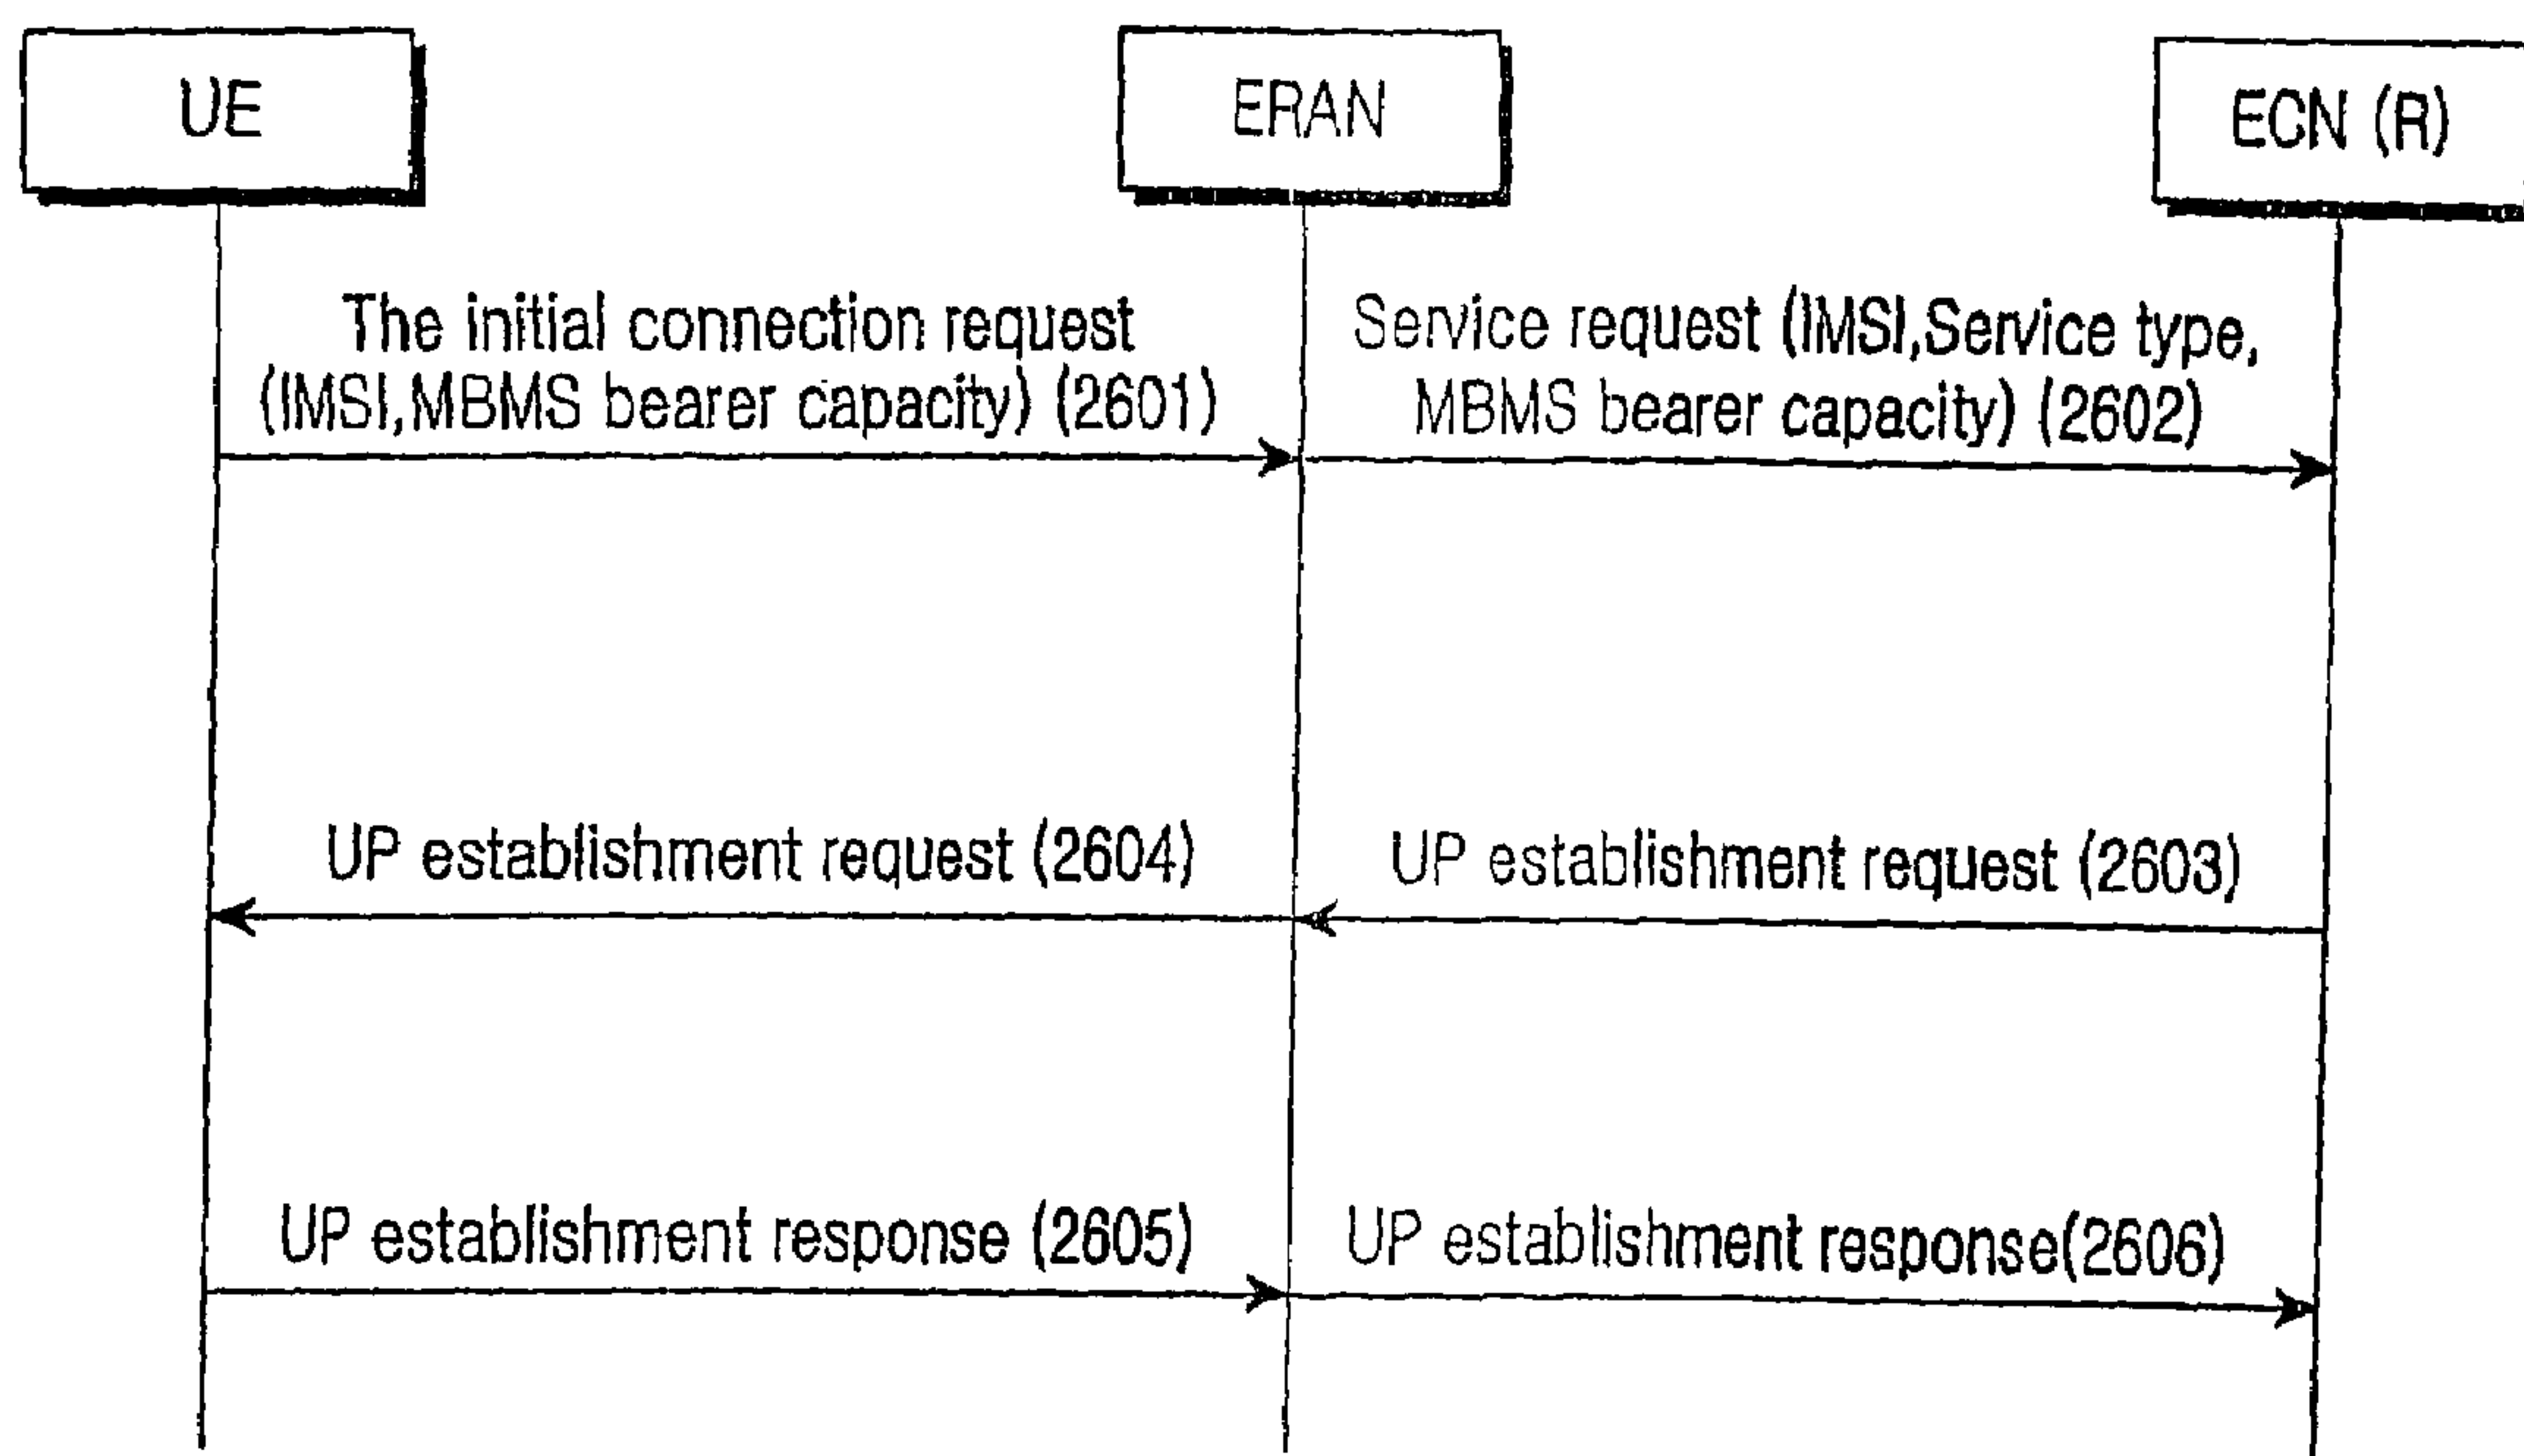 UE
ERAN
ECN (R)
The initial connection request
(IMSI,MBMS bearer capacity) (2601)
Service request (IMSI,Service type,
MBMS bearer capacity) (2602)
UP establishment request (2604)
UP establishment request (2603)
UP establishment response (2605)
UP establishment response(2606)